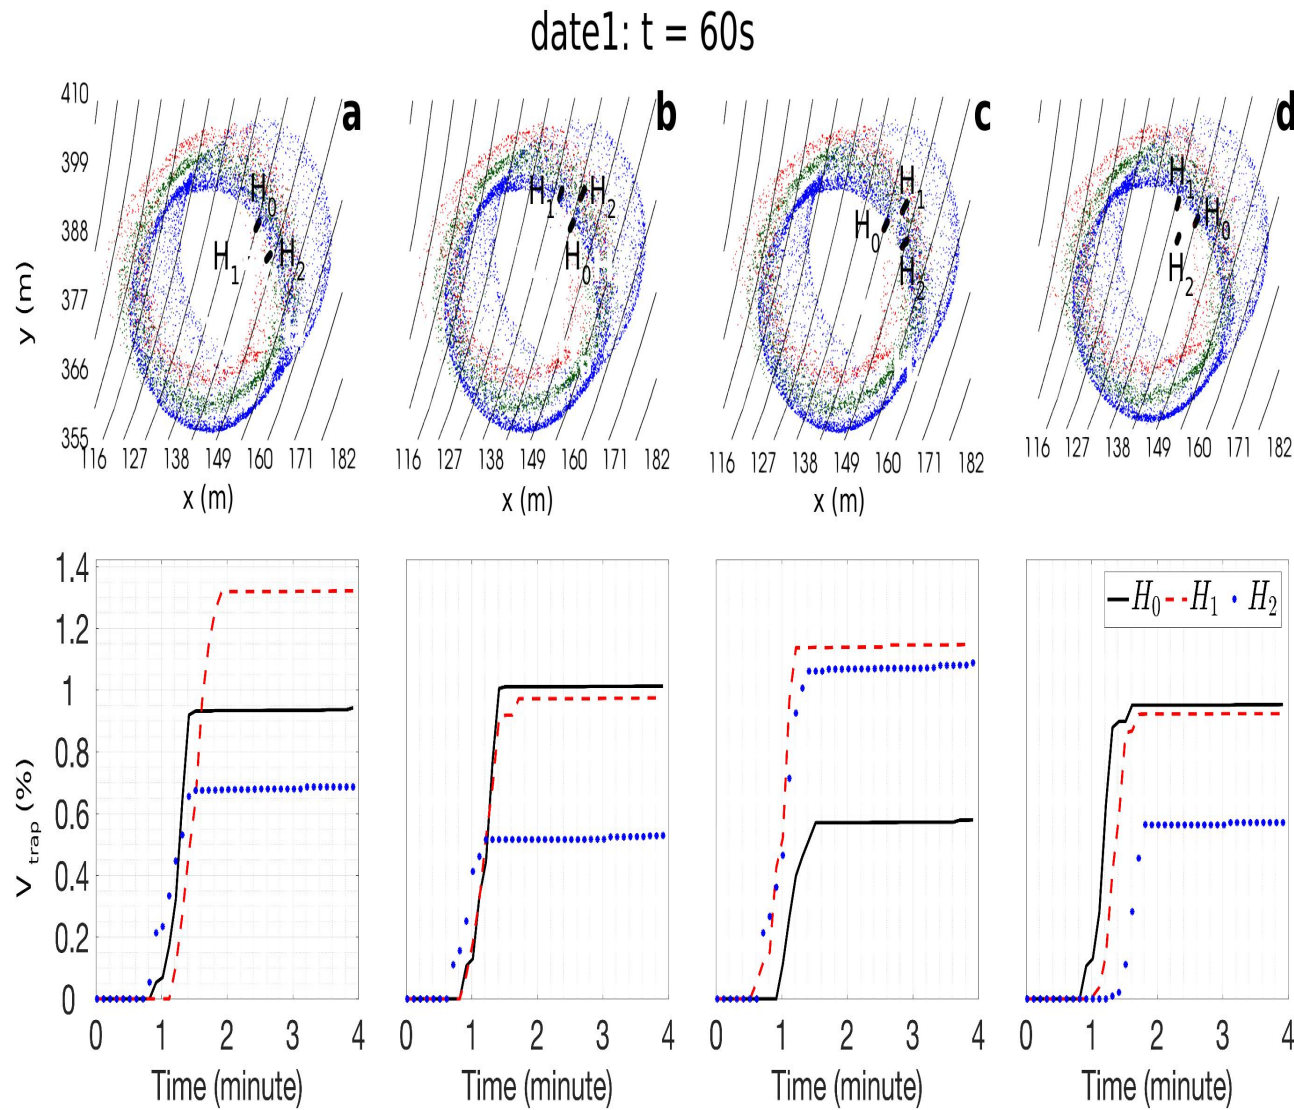 date1: t = 60s
a b c d
410
399
388
377
366
355
y (m)
H0 H1 H2
H1 H2 H0
H1 H0 H2
H1 H0 H2
116 127 138 149 160 171 182
116 127 138 149 160 171 182
116 127 138 149 160 171 182
116 127 138 149 160 171 182
x (m) x (m) x (m)
1.4
1.2
1
0.8
0.6
0.4
0.2
0
V trap (%)
H0 H1 H2
0 1 2 3 4
0 1 2 3 4
0 1 2 3 4
0 1 2 3 4
Time (minute) Time (minute) Time (minute) Time (minute)